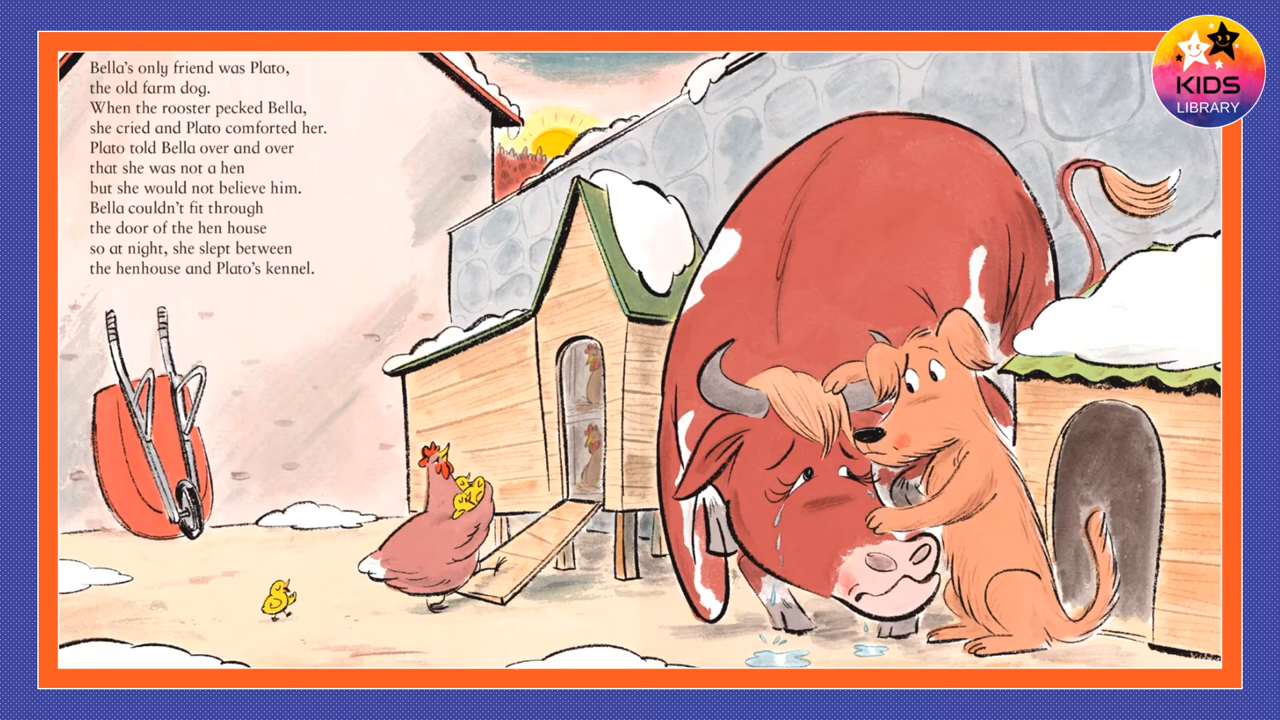 Bella's only friend was Plato,
the old farm dog.
When the rooster pecked Bella,
she cried and Plato comforted her.
Plato told Bella over and over
that she was not a hen
but she would not believe him.
Bella couldn't fit through
the door of the hen house
so at night, she slept between
the henhouse and Plato's kennel.
KIDS
LIBRARY